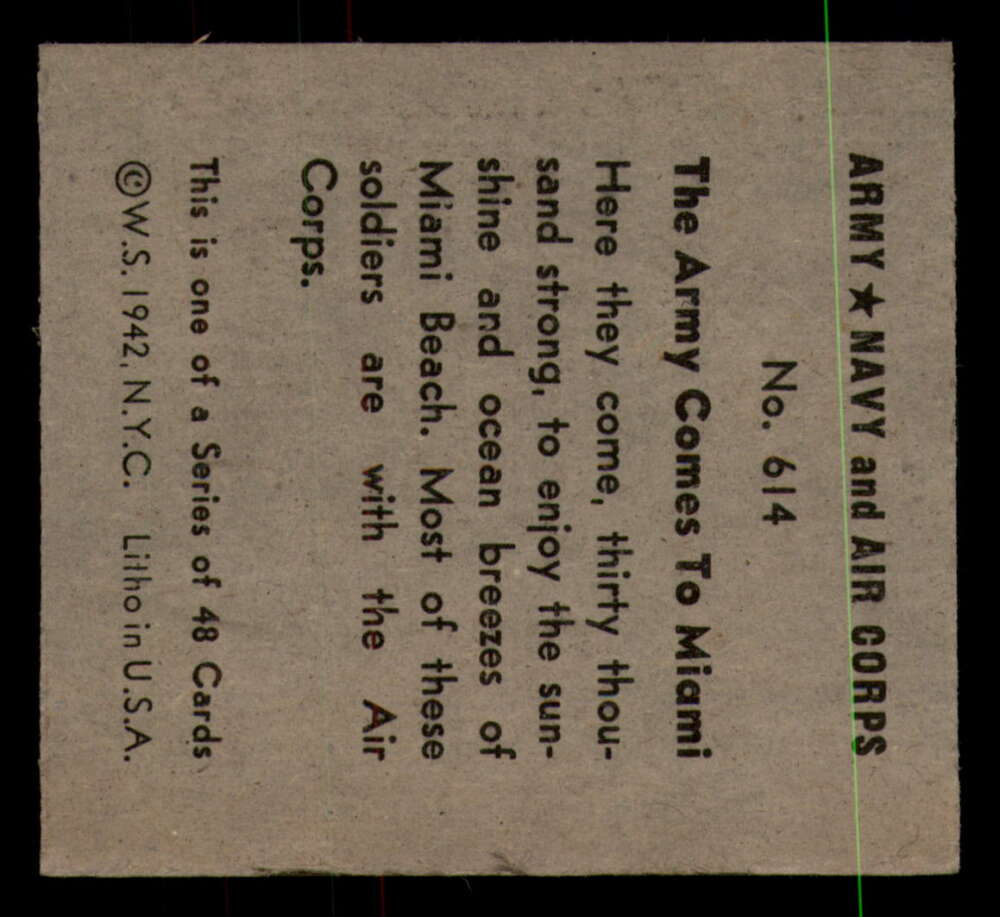 ARMY ★ NAVY and AIR CORPS
No. 614
The Army Comes To Miami
Here they come, thirty thou-
sand strong, to enjoy the sun-
shine and ocean breezes of
Miami Beach. Most of these
soldiers are with the Air
Corps.
This is one of a Series of 48 Cards
©W.S. 1942, N.Y.C. Litho in U.S.A.